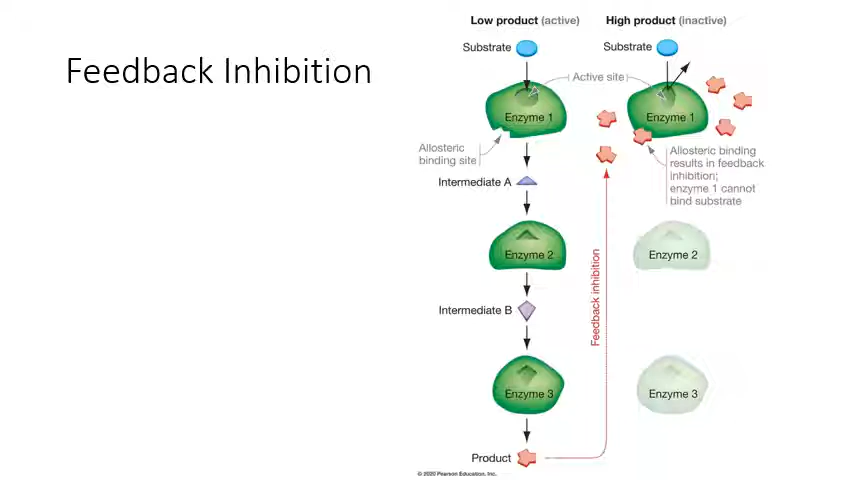 Feedback Inhibition
Low product (active)
Substrate
Active site
Enzyme 1
Allosteric
binding site
Intermediate A
Enzyme 2
Intermediate B
Enzyme 3
Product
Feedback inhibition
High product (inactive)
Substrate
Enzyme 1
Allosteric binding
results in feedback
inhibition;
enzyme 1 cannot
bind substrate
Enzyme 2
Enzyme 3
© 2020 Pearson Education, Inc.